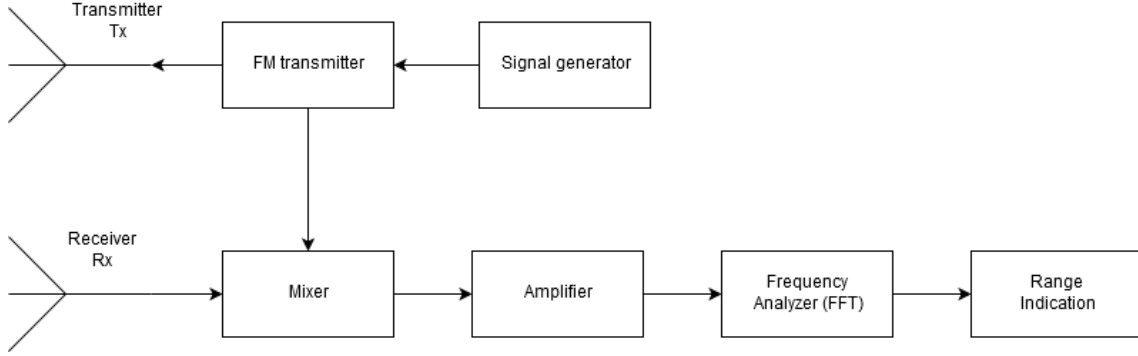 Transmitter
Tx
FM transmitter
Signal generator
Receiver
Rx
Mixer
Amplifier
Frequency
Analyzer (FFT)
Range
Indication